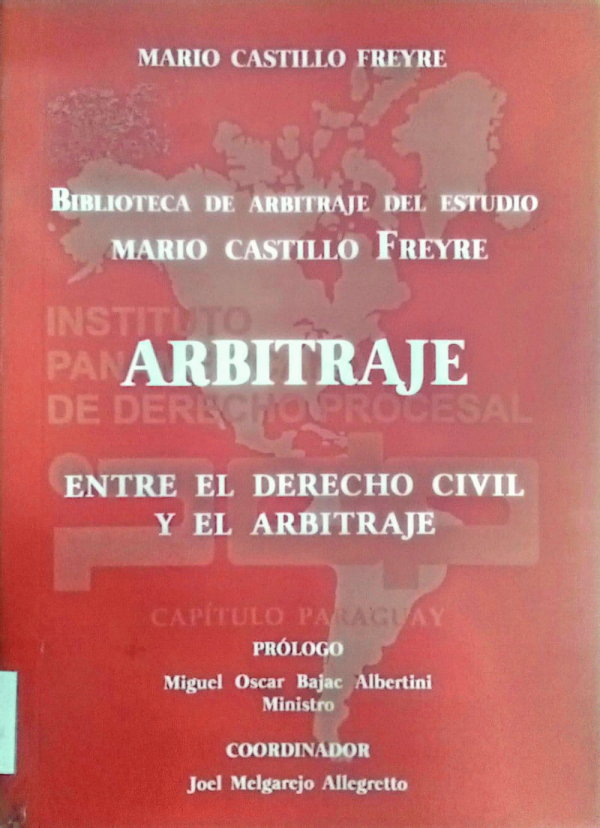 MARIO CASTILLO FREYRE
BIBLIOTECA DE ARBITRAJE DEL ESTUDIO
MARIO CASTILLO FREYRE
INSTITUTO
ARBITRAJE
DE DERECHO PROCESAL
ENTRE EL DERECHO CIVIL
Y EL ARBITRAJE
CAPÍTULO PARAGUAY
PRÓLOGO
Miguel Oscar Bajac Albertini
Ministro
COORDINADOR
Joel Melgarejo Allegretto